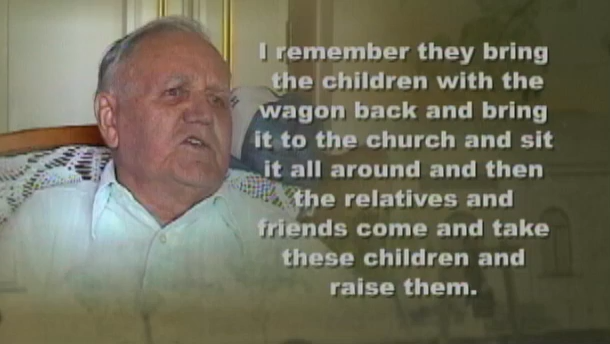 I remember they bring
the children with the
wagon back and bring
it to the church and sit
it all around and then
the relatives and
friends come and take
these children and
raise them.